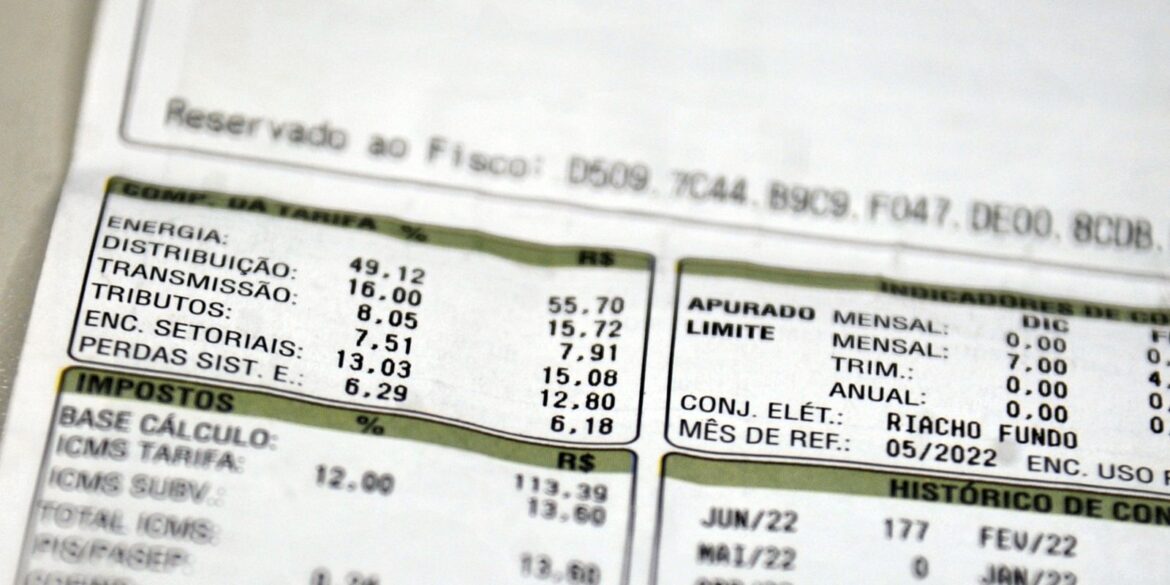 Reservado ao Fisco: D509.7C44.B9C9.F047.DE00.8CDB.
COMP. DA TARIFA % R$
ENERGIA: 49.12 55.70
DISTRIBUIÇÃO: 16.00 15.72
TRANSMISSÃO: 8.05 7.91
TRIBUTOS: 7.51 15.08
ENC. SETORIAIS: 13.03 12.80
PERDAS SIST. E.: 6.29 6.18
IMPOSTOS % R$
BASE CÁLCULO: 113.39
ICMS TARIFA: 12.00 13.60
ICMS SUBV.:
TOTAL ICMS: 13.60
PIS/PASEP:
INDICADORES DE CO
DIC
APURADO MENSAL: 0.00
LIMITE MENSAL: 7.00
TRIM.: 0.00
ANUAL: 0.00
CONJ. ELÉT.: RIACHO FUNDO
MÊS DE REF.: 05/2022 ENC. USO
HISTÓRICO DE CON
JUN/22 177 FEV/22
MAI/22 0 JAN/22